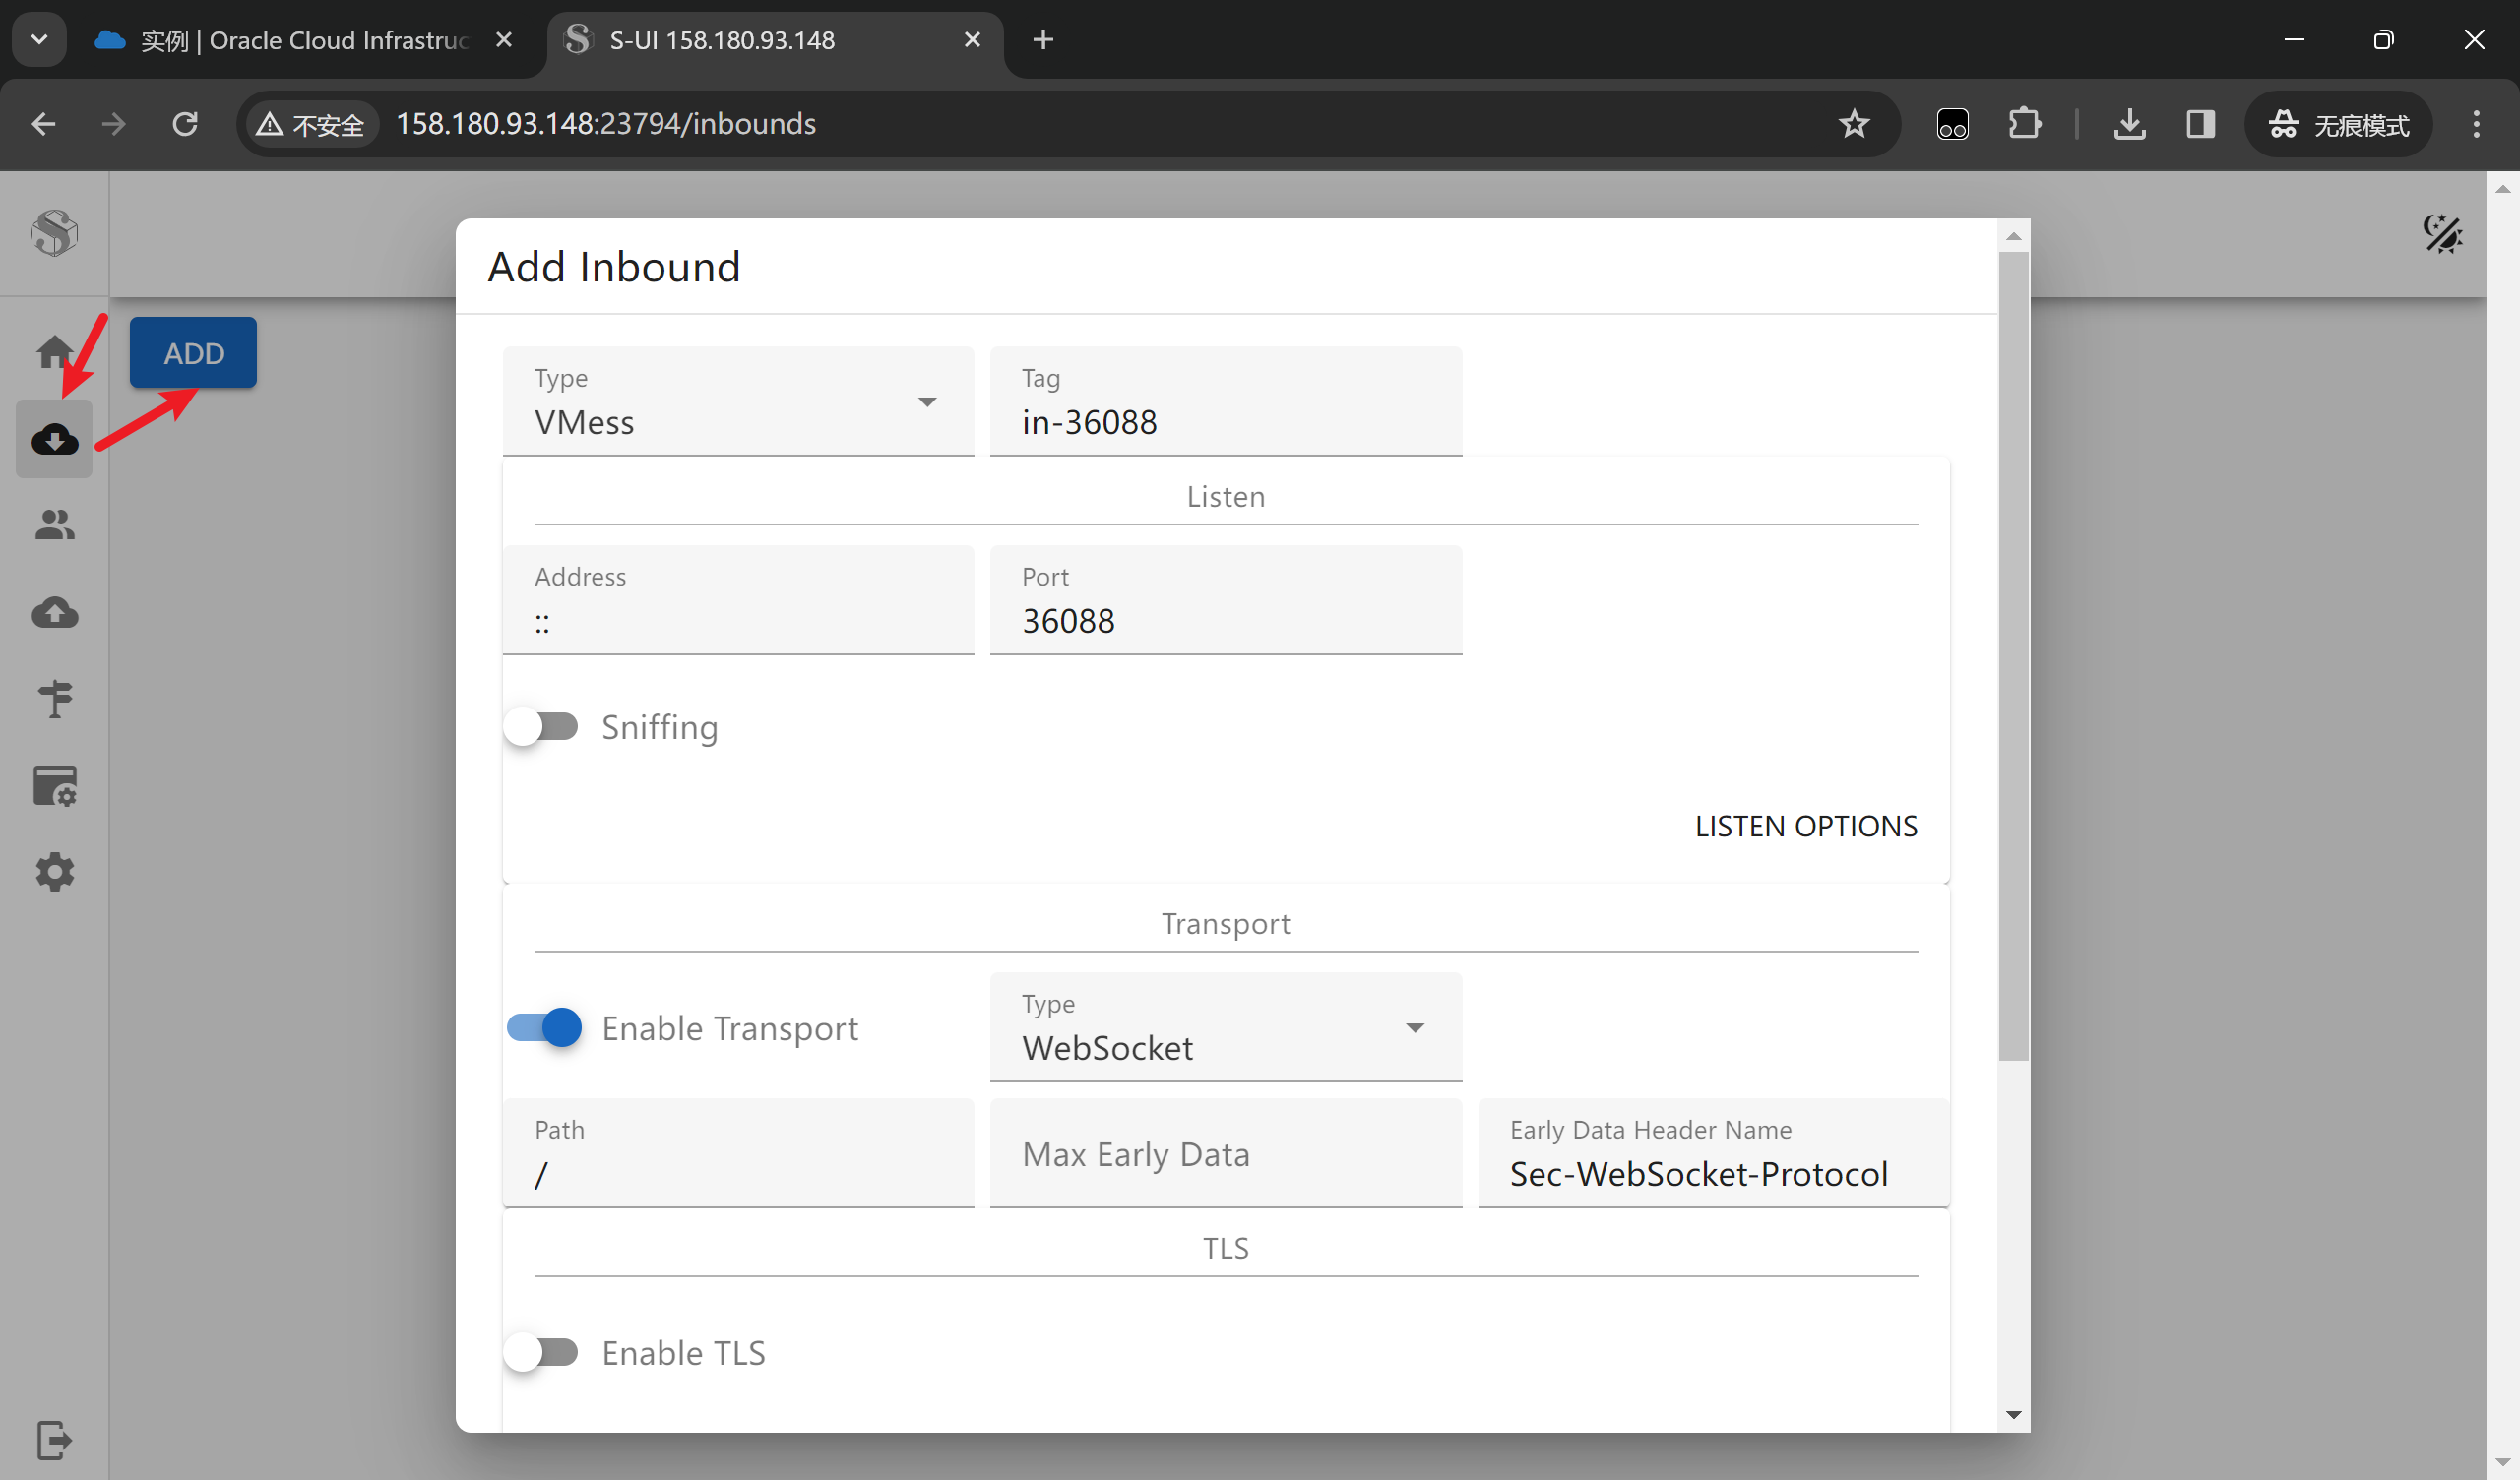 实例 | Oracle Cloud Infrastruc
S-UI 158.180.93.148
不安全
158.180.93.148:23794/inbounds
无痕模式
Add Inbound
ADD
Type
VMess
Tag
in-36088
Listen
Address
::
Port
36088
Sniffing
LISTEN OPTIONS
Transport
Enable Transport
Type
WebSocket
Path
/
Max Early Data
Early Data Header Name
Sec-WebSocket-Protocol
TLS
Enable TLS